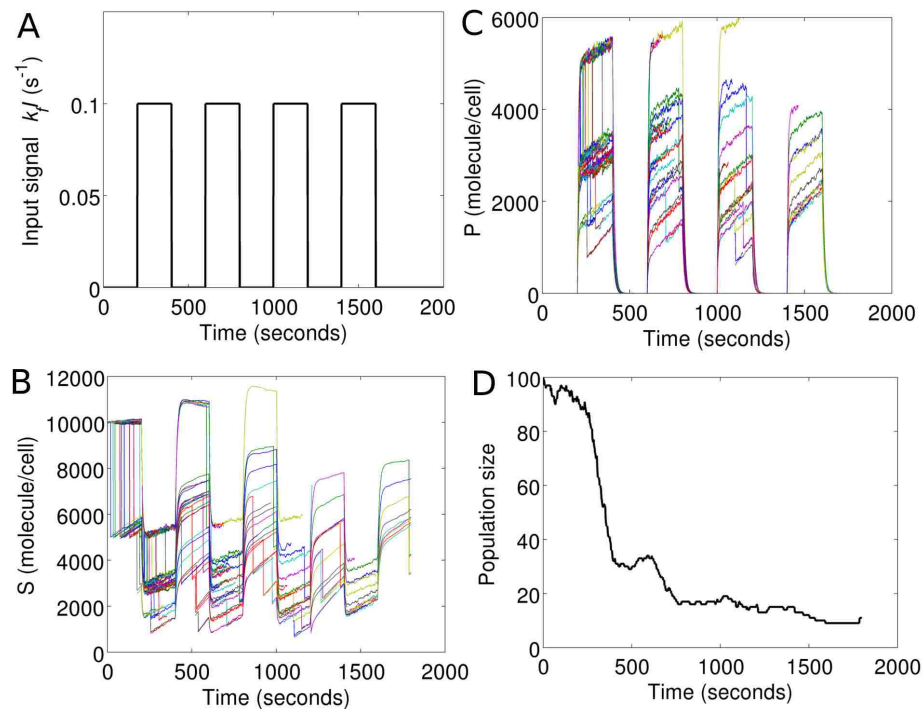 A
Input signal k_f I (s⁻¹)
0.1
0.05
0
0 500 1000 1500 200
Time (seconds)
C
P (molecule/cell)
6000
4000
2000
0
0 500 1000 1500 2000
Time (seconds)
B
S (molecule/cell)
12000
10000
8000
6000
4000
2000
0
0 500 1000 1500 2000
Time (seconds)
D
Population size
100
80
60
40
20
0
0 500 1000 1500 2000
Time (seconds)